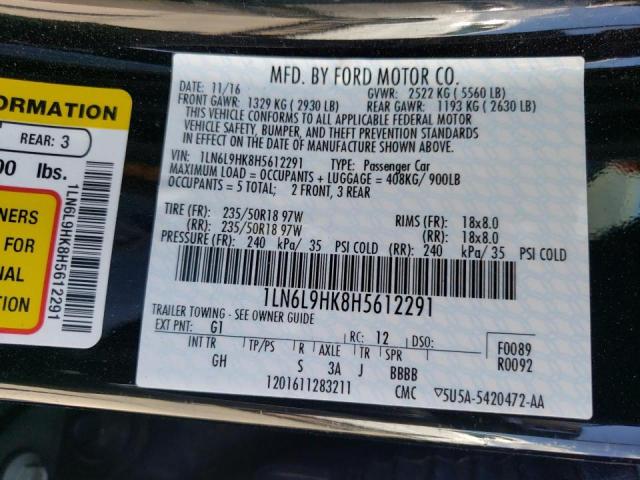 MFD. BY FORD MOTOR CO.
DATE: 11/16 GVWR: 2522 KG ( 5560 LB)
FRONT GAWR: 1329 KG ( 2930 LB) REAR GAWR: 1193 KG ( 2630 LB)
THIS VEHICLE CONFORMS TO ALL APPLICABLE FEDERAL MOTOR
VEHICLE SAFETY, BUMPER, AND THEFT PREVENTION STANDARDS
IN EFFECT ON THE DATE OF MANUFACTURE SHOWN ABOVE.
VIN: 1LN6L9HK8H5612291 TYPE: Passenger Car
MAXIMUM LOAD = OCCUPANTS + LUGGAGE = 408KG/ 900LB
OCCUPANTS = 5 TOTAL; 2 FRONT, 3 REAR
TIRE (FR): 235/50R18 97W RIMS (FR): 18x8.0
(RR): 235/50R18 97W (RR): 18x8.0
PRESSURE (FR): 240 kPa/ 35 PSI COLD (RR): 240 kPa/ 35 PSI COLD
1LN6L9HK8H5612291
TRAILER TOWING - SEE OWNER GUIDE
EXT PNT: G1 RC: 12 DSO: F0089
INT TR TP/PS R AXLE TR SPR R0092
GH S 3A J BBBB
1201611283211 CMC ▽5U5A-5420472-AA
ORMATION
REAR: 3
00 lbs.
NERS
FOR
NAL
ION
1LN6L9HK8H5612291